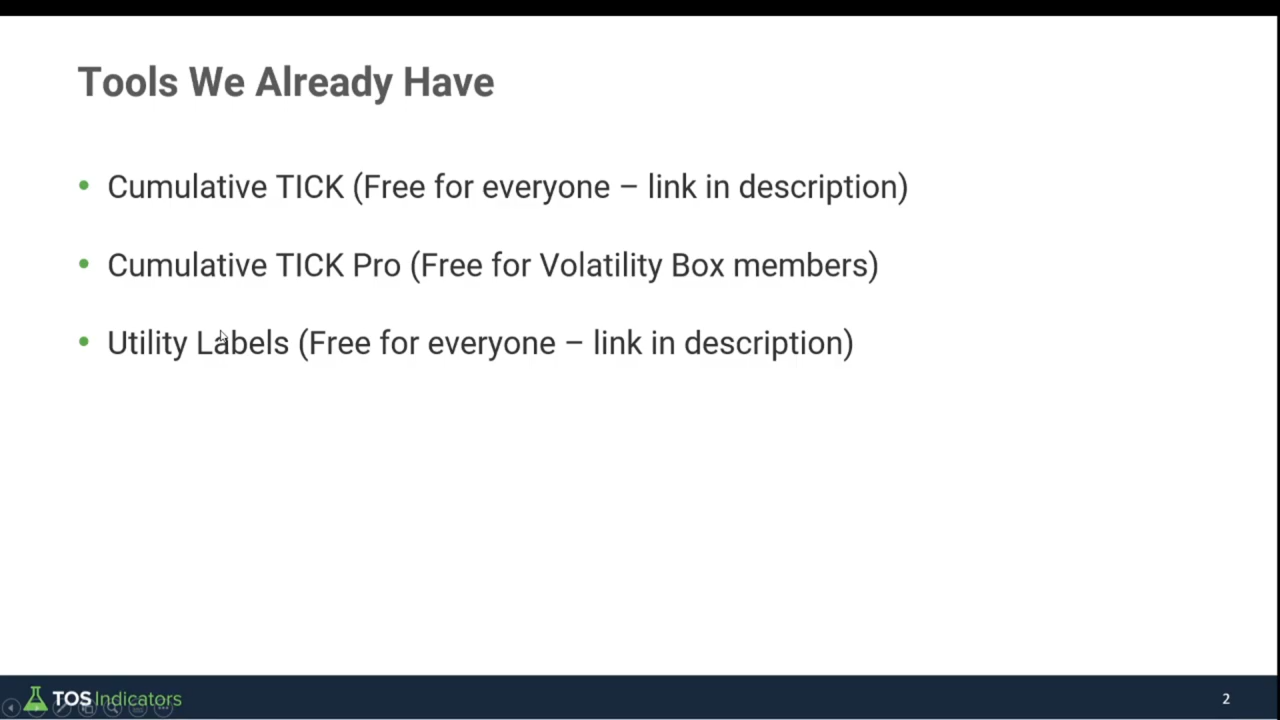 Tools We Already Have
• Cumulative TICK (Free for everyone – link in description)
• Cumulative TICK Pro (Free for Volatility Box members)
• Utility Labels (Free for everyone – link in description)
TOS Indicators
2